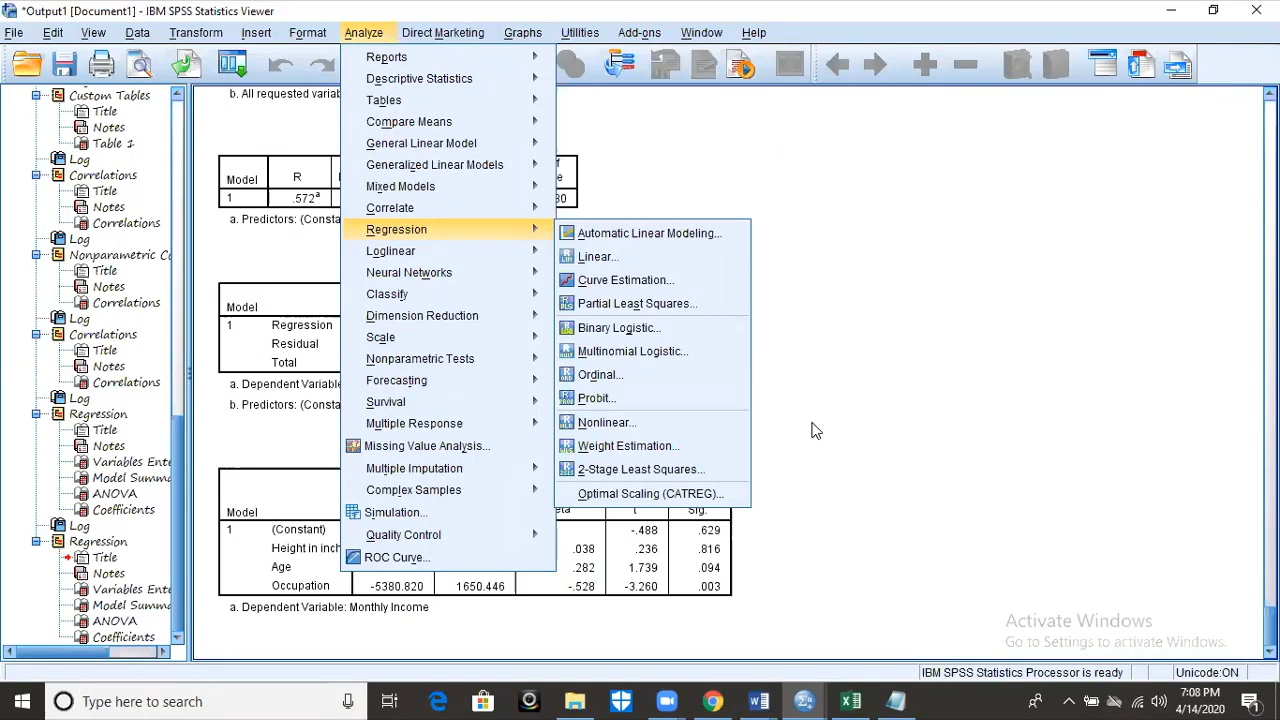 *Output1 [Document1] - IBM SPSS Statistics Viewer
File Edit View Data Transform Insert Format Analyze Direct Marketing Graphs Utilities Add-ons Window Help
Custom Tables
Title
Notes
Table 1
Log
Correlations
Title
Notes
Correlations
Log
Nonparametric C
Title
Notes
Correlations
Log
Correlations
Title
Notes
Correlations
Log
Regression
Title
Notes
Variables Ente
Model Summ
ANOVA
Coefficients
Log
Regression
Title
Notes
Variables Ente
Model Summa
ANOVA
Coefficients
Reports
Descriptive Statistics
Tables
Compare Means
General Linear Model
Generalized Linear Models
Mixed Models
Correlate
Regression
Loglinear
Neural Networks
Classify
Dimension Reduction
Scale
Nonparametric Tests
Forecasting
Survival
Multiple Response
Missing Value Analysis...
Multiple Imputation
Complex Samples
Simulation...
Quality Control
ROC Curve...
Automatic Linear Modeling...
Linear...
Curve Estimation...
Partial Least Squares...
Binary Logistic...
Multinomial Logistic...
Ordinal...
Probit...
Nonlinear...
Weight Estimation...
2-Stage Least Squares...
Optimal Scaling (CATREG)...
b. All requested variab
Model R
1 .572a
a. Predictors: (Consta
Model
1 Regression
Residual
Total
a. Dependent Variabl
b. Predictors: (Consta
Model t Sig.
1 (Constant) -.488 .629
Height in inch .038 .236 .816
Age .282 1.739 .094
Occupation -5380.820 1650.446 -.528 -3.260 .003
a. Dependent Variable: Monthly Income
Activate Windows
Go to Settings to activate Windows.
IBM SPSS Statistics Processor is ready Unicode:ON
Type here to search
7:08 PM
4/14/2020